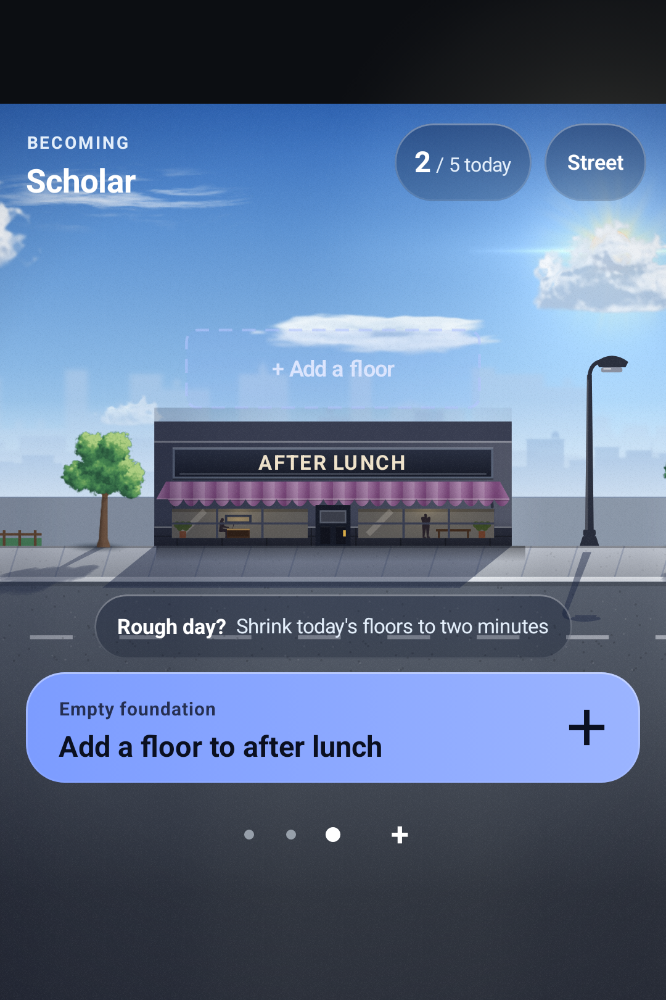 BECOMING
Scholar
2 / 5 today
Street
+ Add a floor
AFTER LUNCH
Rough day? Shrink today's floors to two minutes
Empty foundation
Add a floor to after lunch
+
+